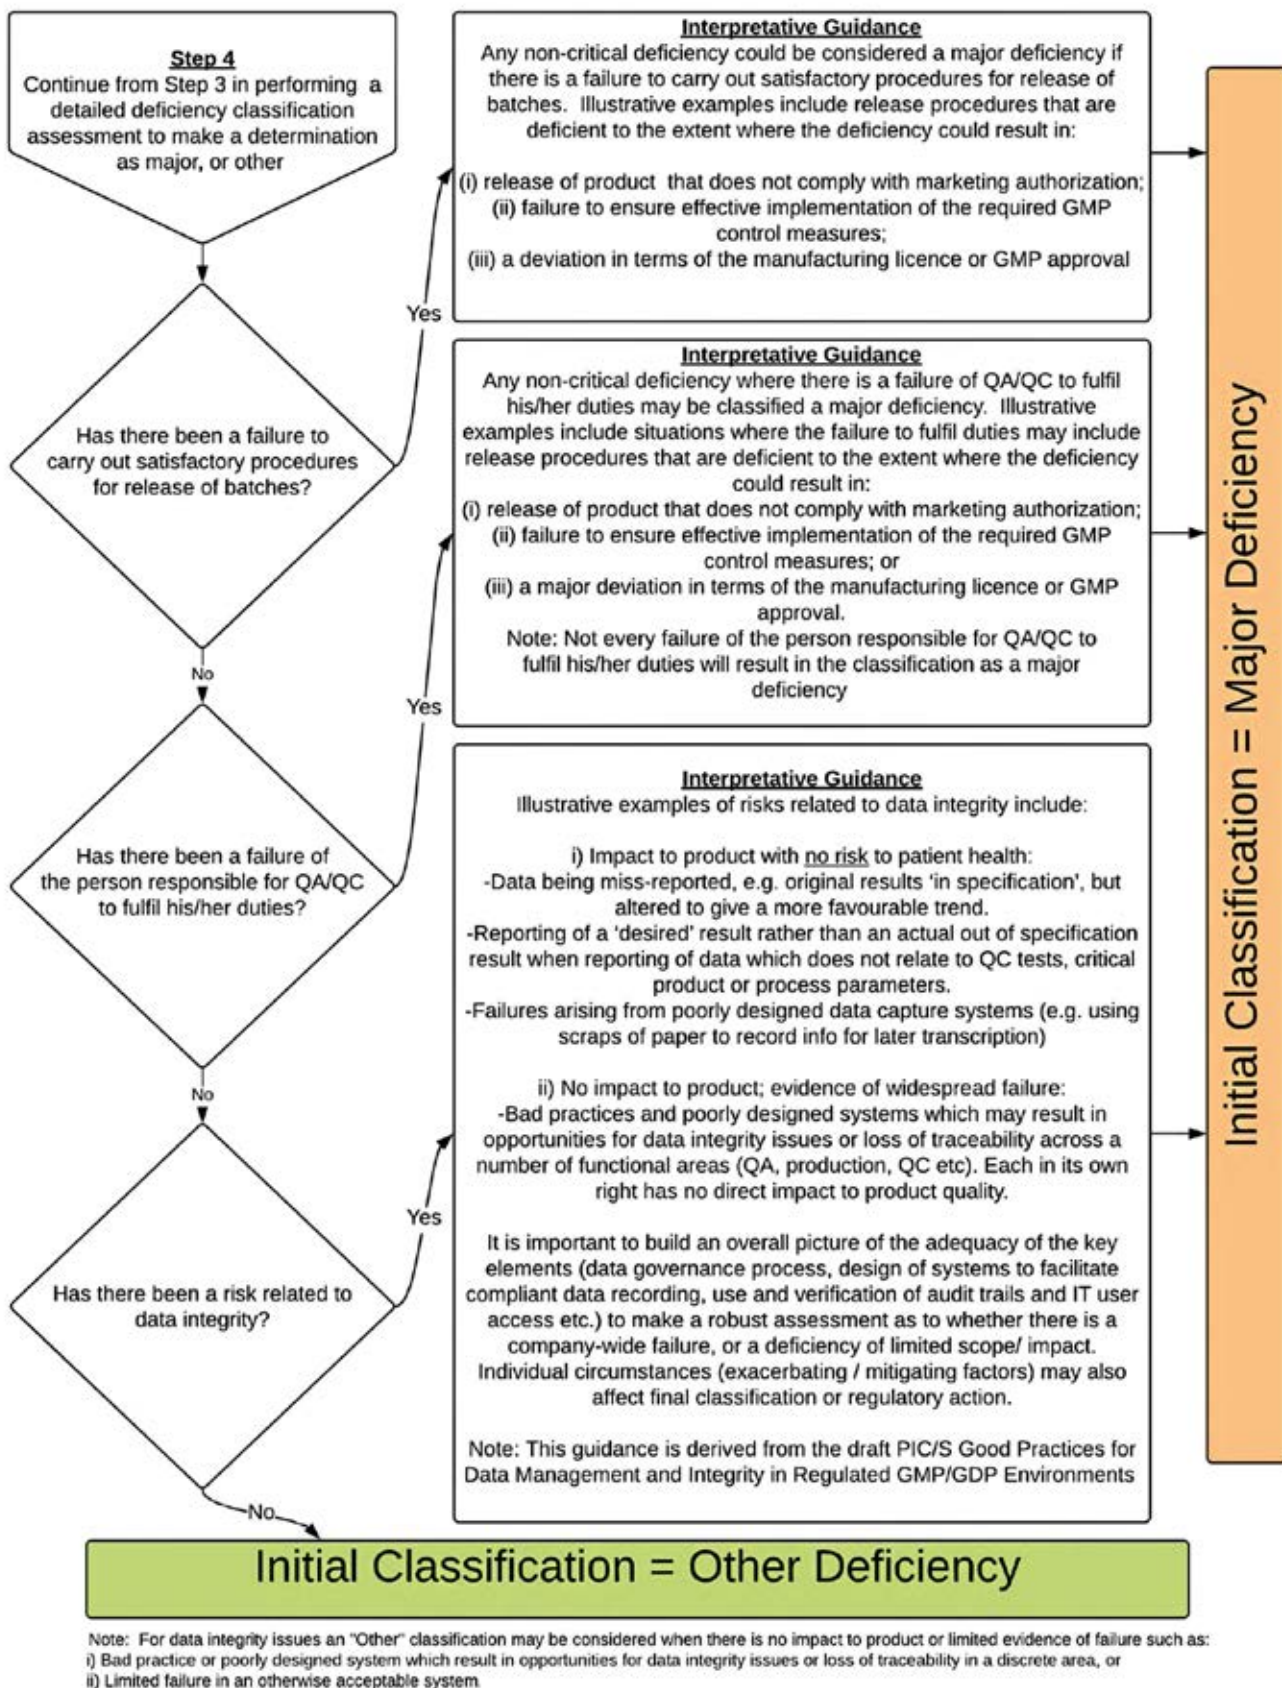 Step 4
Continue from Step 3 in performing a
detailed deficiency classification
assessment to make a determination
as major, or other
Interpretative Guidance
Any non-critical deficiency could be considered a major deficiency if
there is a failure to carry out satisfactory procedures for release of
batches. Illustrative examples include release procedures that are
deficient to the extent where the deficiency could result in:
(i) release of product that does not comply with marketing authorization;
(ii) failure to ensure effective implementation of the required GMP
control measures;
(iii) a deviation in terms of the manufacturing licence or GMP approval
Yes
Has there been a failure to
carry out satisfactory procedures
for release of batches?
No
Interpretative Guidance
Any non-critical deficiency where there is a failure of QA/QC to fulfil
his/her duties may be classified a major deficiency. Illustrative
examples include situations where the failure to fulfil duties may include
release procedures that are deficient to the extent where the deficiency
could result in:
(i) release of product that does not comply with marketing authorization;
(ii) failure to ensure effective implementation of the required GMP
control measures; or
(iii) a major deviation in terms of the manufacturing licence or GMP
approval.
Note: Not every failure of the person responsible for QA/QC to
fulfil his/her duties will result in the classification as a major
deficiency
Yes
Has there been a failure of
the person responsible for QA/QC
to fulfil his/her duties?
No
Interpretative Guidance
Illustrative examples of risks related to data integrity include:
i) Impact to product with no risk to patient health:
-Data being miss-reported, e.g. original results 'in specification', but
altered to give a more favourable trend.
-Reporting of a 'desired' result rather than an actual out of specification
result when reporting of data which does not relate to QC tests, critical
product or process parameters.
-Failures arising from poorly designed data capture systems (e.g. using
scraps of paper to record info for later transcription)
ii) No impact to product; evidence of widespread failure:
-Bad practices and poorly designed systems which may result in
opportunities for data integrity issues or loss of traceability across a
number of functional areas (QA, production, QC etc). Each in its own
right has no direct impact to product quality.
It is important to build an overall picture of the adequacy of the key
elements (data governance process, design of systems to facilitate
compliant data recording, use and verification of audit trails and IT user
access etc.) to make a robust assessment as to whether there is a
company-wide failure, or a deficiency of limited scope/ impact.
Individual circumstances (exacerbating / mitigating factors) may also
affect final classification or regulatory action.
Note: This guidance is derived from the draft PIC/S Good Practices for
Data Management and Integrity in Regulated GMP/GDP Environments
Yes
Has there been a risk related to
data integrity?
No
Initial Classification = Major Deficiency
Initial Classification = Other Deficiency
Note: For data integrity issues an "Other" classification may be considered when there is no impact to product or limited evidence of failure such as:
i) Bad practice or poorly designed system which result in opportunities for data integrity issues or loss of traceability in a discrete area, or
ii) Limited failure in an otherwise acceptable system